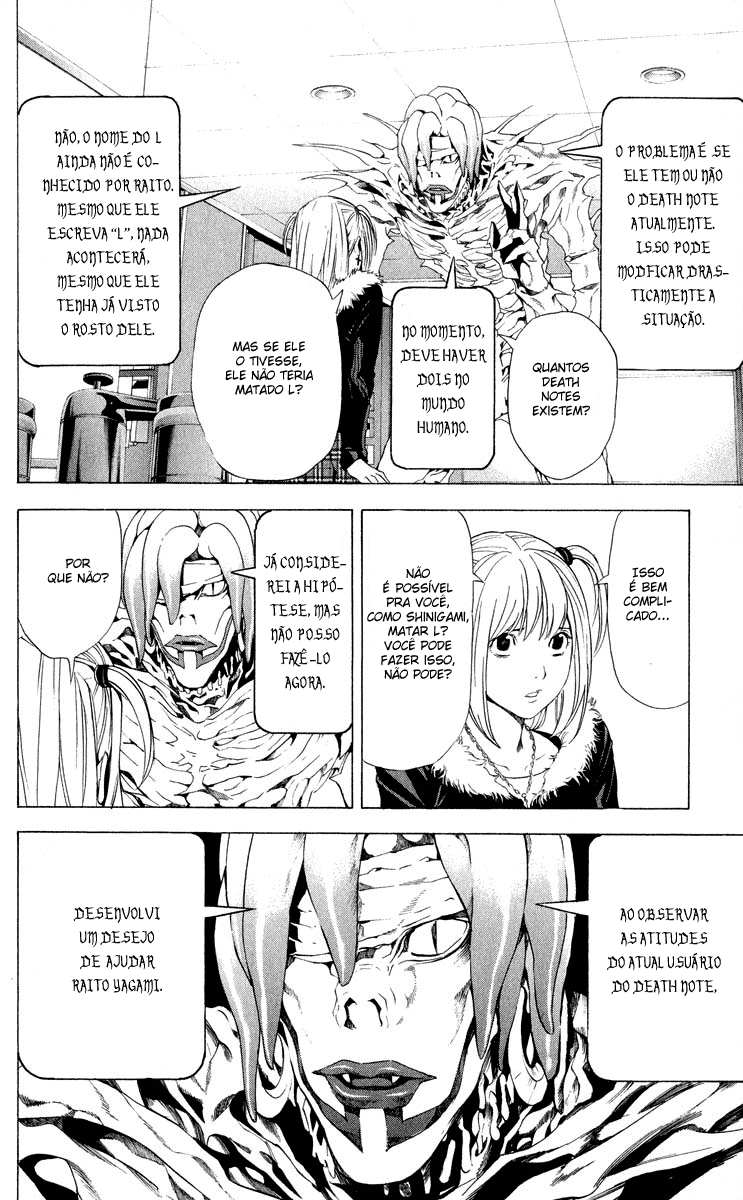 O PROBLEMA É SE
ELE TEM OU NÃO
O DEATH NOTE
ATUALMENTE.
ISSO PODE
MODFICAR DRAS-
TICAMENTE A
SITUAÇÃO.
QUANTOS
DEATH
NOTES
EXISTEM?
NO MOMENTO,
DEVE HAVER
DOIS NO
MUNDO
HUMANO.
MAS SE ELE
O TIVESSE,
ELE NÃO TERIA
MATADO L?
NÃO, O NOME DO L
AINDA NÃO É CO-
NHECIDO POR RAITO.
MESMO QUE ELE
ESCREVA “L”, NADA
ACONTECERÁ,
MESMO QUE ELE
TENHA JÁ VISTO
O ROSTO DELE.
ISSO
É BEM
COMPLI-
CADO...
NÃO
É POSSÍVEL
PRA VOCÊ,
COMO SHINIGAMI,
MATAR L?
VOCÊ PODE
FAZER ISSO,
NÃO PODE?
JÁ CONSIDE-
REI A HIPÓ-
TESE, MAS
NÃO POSSO
FAZÊ-LO
AGORA.
POR
QUE NÃO?
AO OBSERVAR
AS ATITUDES
DO ATUAL USUÁRIO
DO DEATH NOTE,
DESENVOLVI
UM DESEJO
DE AJUDAR
RAITO YAGAMI.